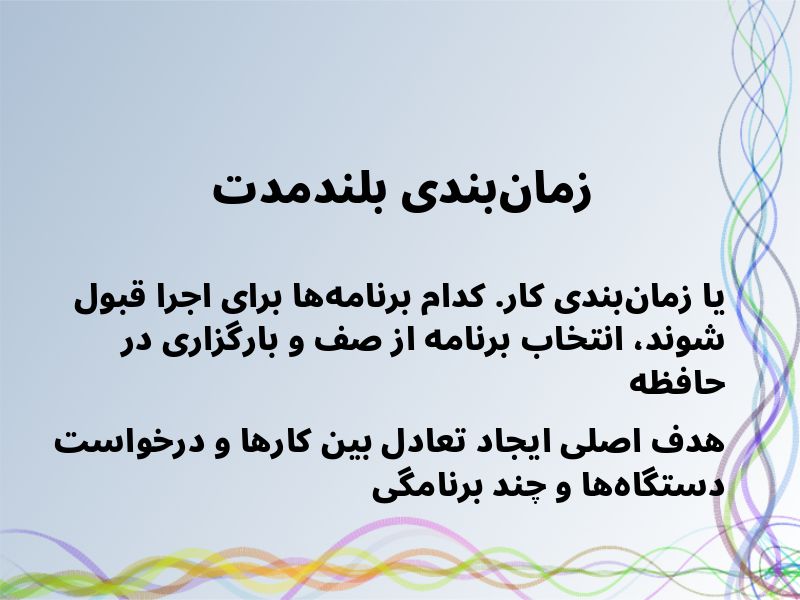 زمان‌بندی بلندمدت
یا زمان‌بندی کار. کدام برنامه‌ها برای اجرا قبول
شوند، انتخاب برنامه از صف و بارگزاری در
حافظه
هدف اصلی ایجاد تعادل بین کارها و درخواست
دستگاه‌ها و چند برنامگی